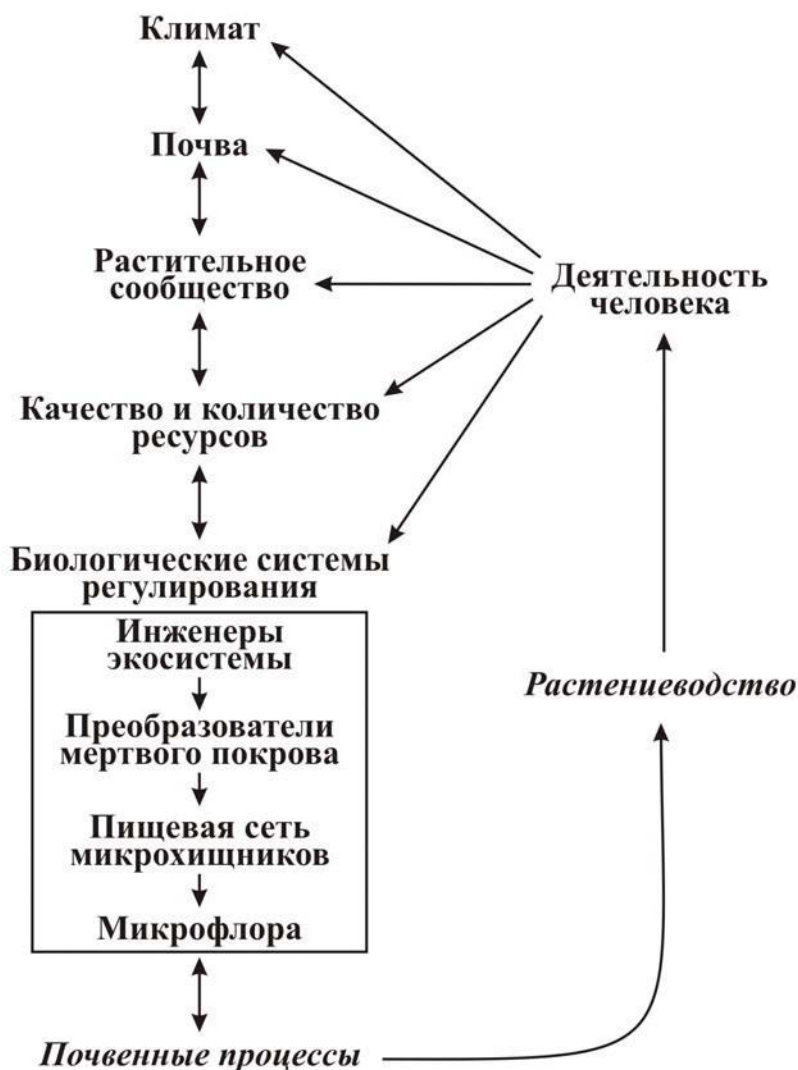 Климат
Почва
Растительное
сообщество
Деятельность
человека
Качество и количество
ресурсов
Биологические системы
регулирования
Инженеры
экосистемы
Преобразователи
мертвого покрова
Пищевая сеть
микрохищников
Микрофлора
Растениеводство
Почвенные процессы